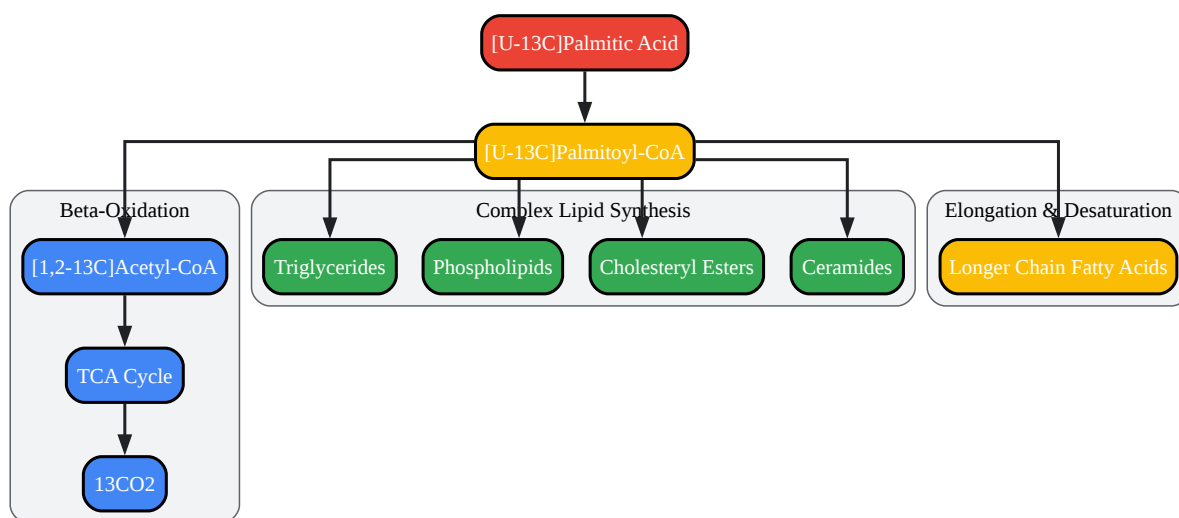 [U-13C]Palmitic Acid
[U-13C]Palmitoyl-CoA
Beta-Oxidation
Complex Lipid Synthesis
Elongation & Desaturation
[1,2-13C]Acetyl-CoA
Triglycerides
Phospholipids
Cholesteryl Esters
Ceramides
Longer Chain Fatty Acids
TCA Cycle
13CO2